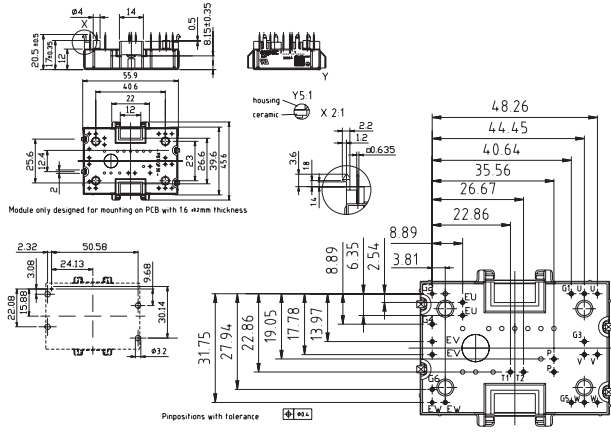 ø4
14
X
0.5
8.15±0.35
20.5±0.5
17±0.35
12
55.9
40.6
22
12
Y
25.6
12.4
2
23
26.6
39.6
45.6
housing
ceramic
Y5:1
X 2:1
2.2
1.2
□0.635
3.6
1.8
1.4
Module only designed for mounting on PCB with 1.6 ±0.2mm thickness
2.32
50.58
24.13
3.08
22.08
15.88
9.68
30.14
ø3.2
Pinpositions with tolerance
ø0.4
48.26
44.45
40.64
35.56
26.67
22.86
8.89
3.81
8.89
6.35
2.54
31.75
27.94
22.86
19.05
17.78
13.97
G2
EU
EU
G1
U
U
G4
EV
EV
G3
V
V
P
P
T1
T2
G6
EW
EW
G5
W
W